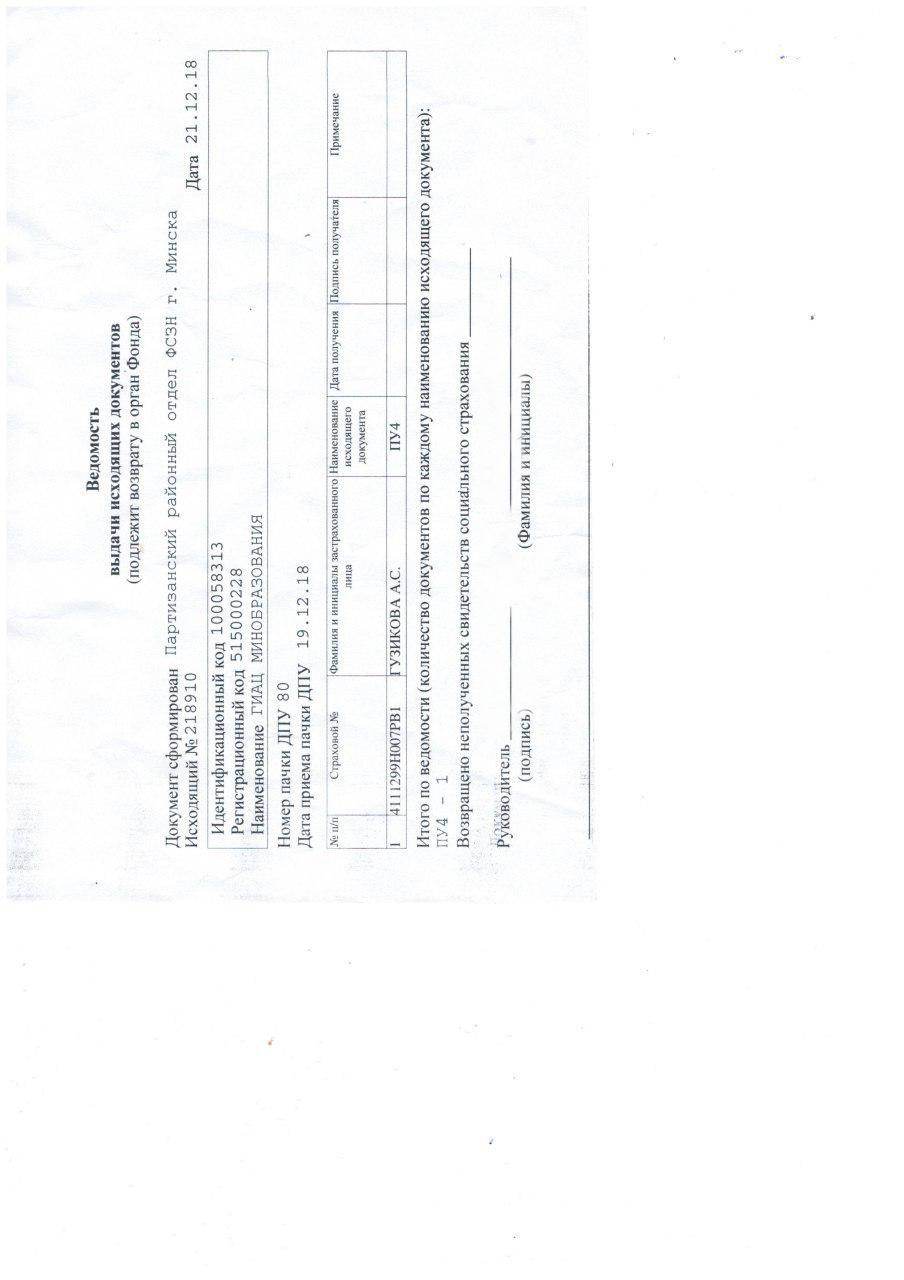 Ведомость
выдачи исходящих документов
(подлежит возврату в орган Фонда)
Документ сформирован Партизанский районный отдел ФСЗН г. Минска
Исходящий № 218910 Дата 21.12.18
Идентификационный код 100058313
Регистрационный код 515000228
Наименование ГИАЦ МИНОБРАЗОВАНИЯ
Номер пачки ДПУ 80
Дата приема пачки ДПУ 19.12.18
№ п/п Страховой № Фамилия и инициалы застрахованного лица Наименование исходящего документа Дата получения Подпись получателя Примечание
1 4111299H007PB1 ГУЗИКОВА А.С. ПУ4
Итого по ведомости (количество документов по каждому наименованию исходящего документа):
ПУ4 - 1
Возвращено неполученных свидетельств социального страхования
Руководитель
(подпись) (Фамилия и инициалы)